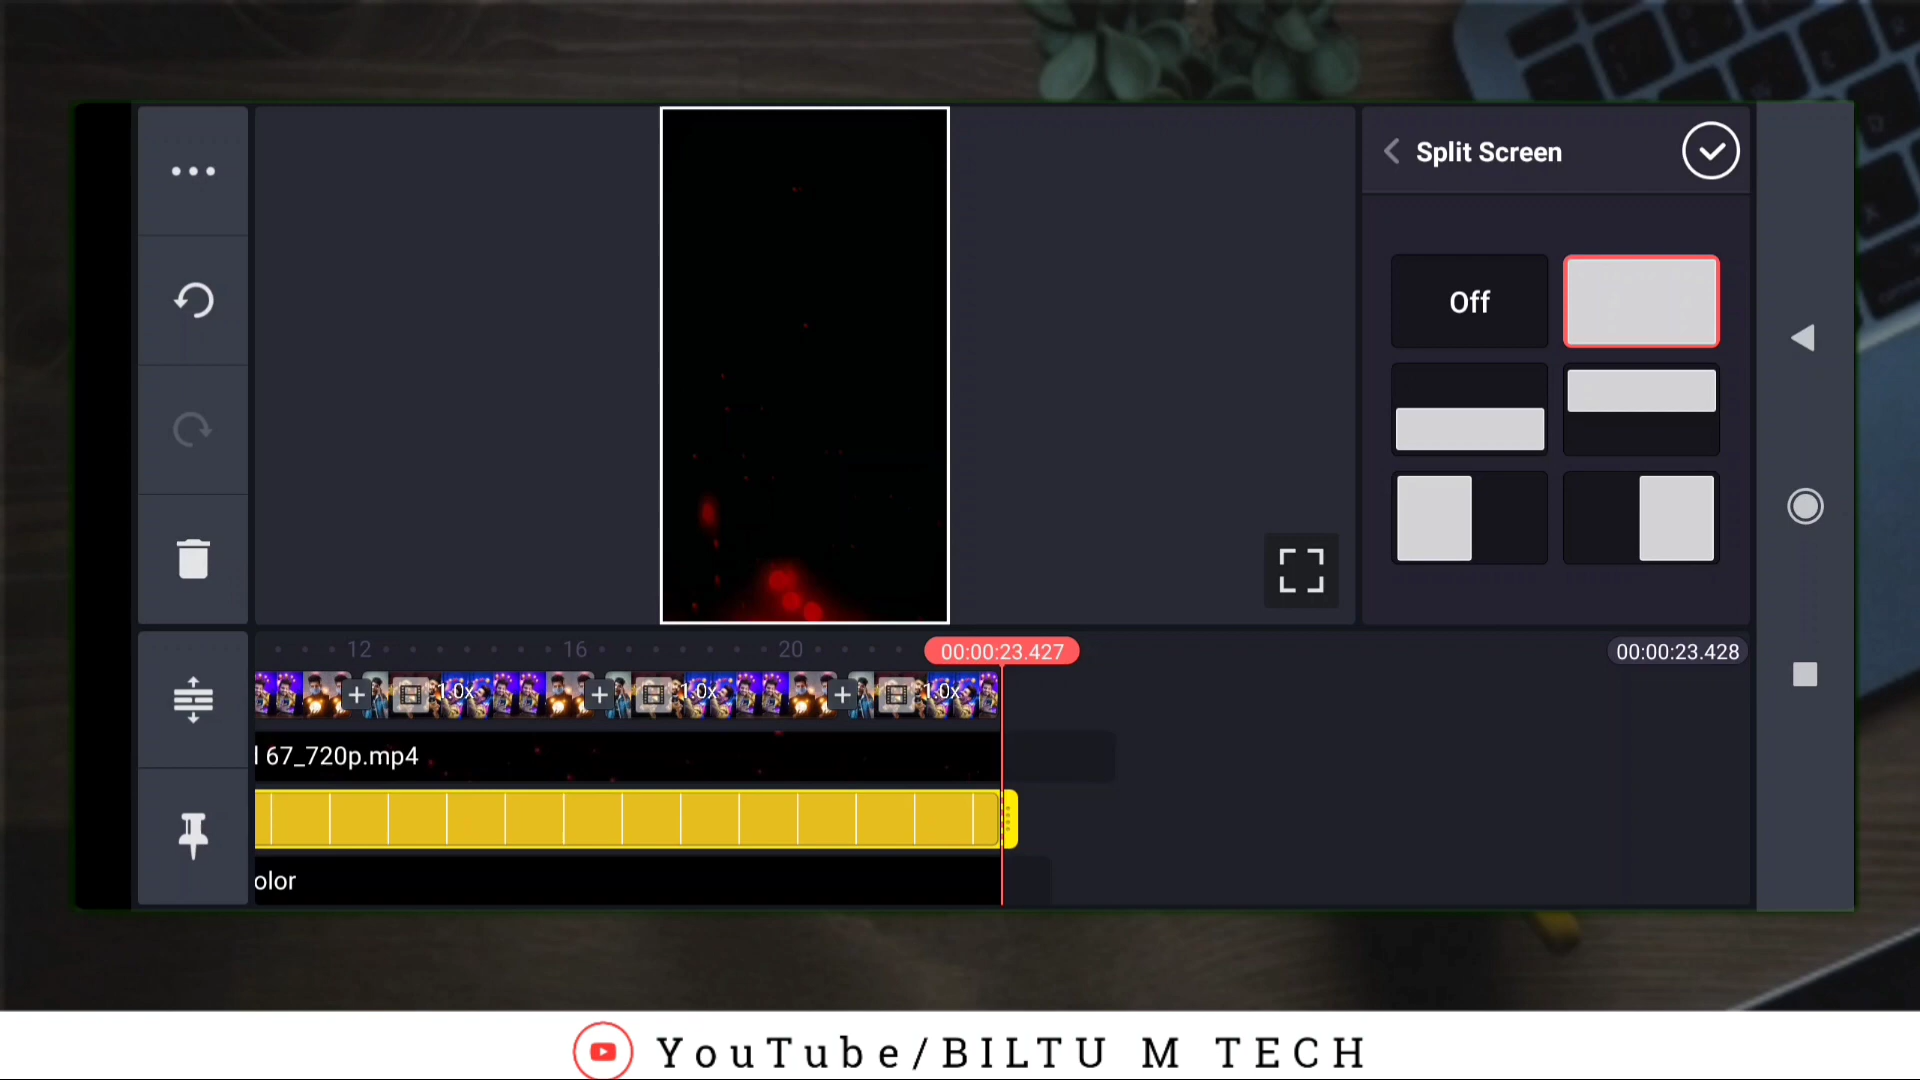 Split Screen
Off
12
16
20
00:00:23.427
00:00:23.428
1.0x
1.0x
1.0x
67_720p.mp4
olor
YouTube/BILTU M TECH